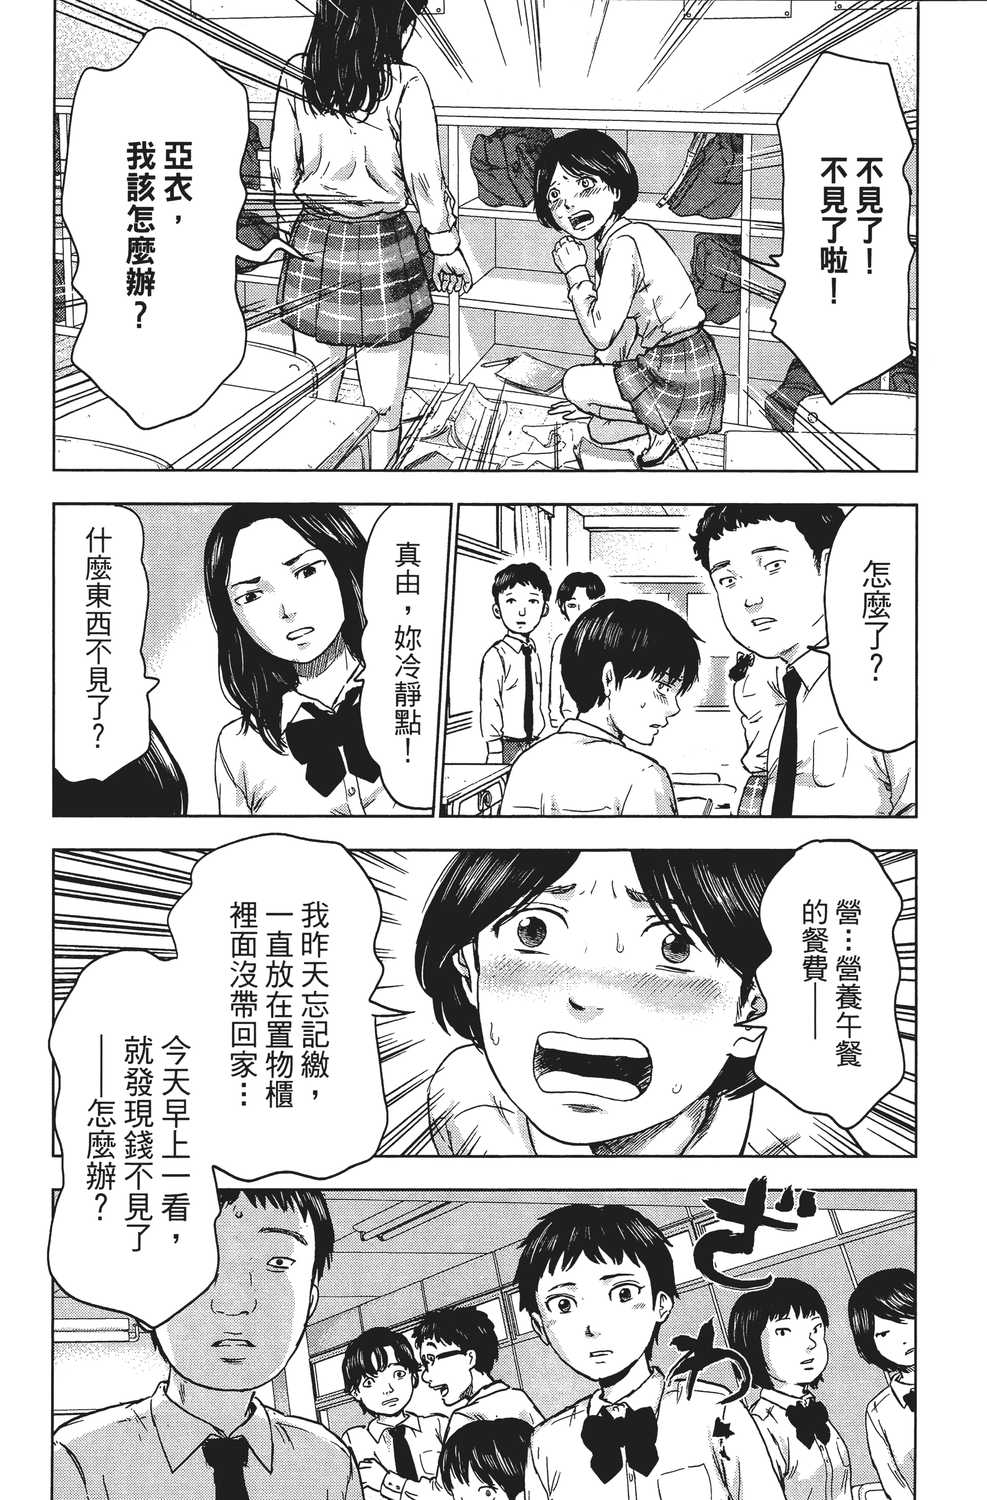 不見了！
不見了啦！
亞衣，
我該怎麼辦？
怎麼了？
真由，妳冷靜點！
什麼東西不見了？
營…營養午餐
的餐費——
我昨天忘記繳，
一直放在置物櫃
裡面沒帶回家…
今天早上一看，
就發現錢不見了
——怎麼辦？
ざわ